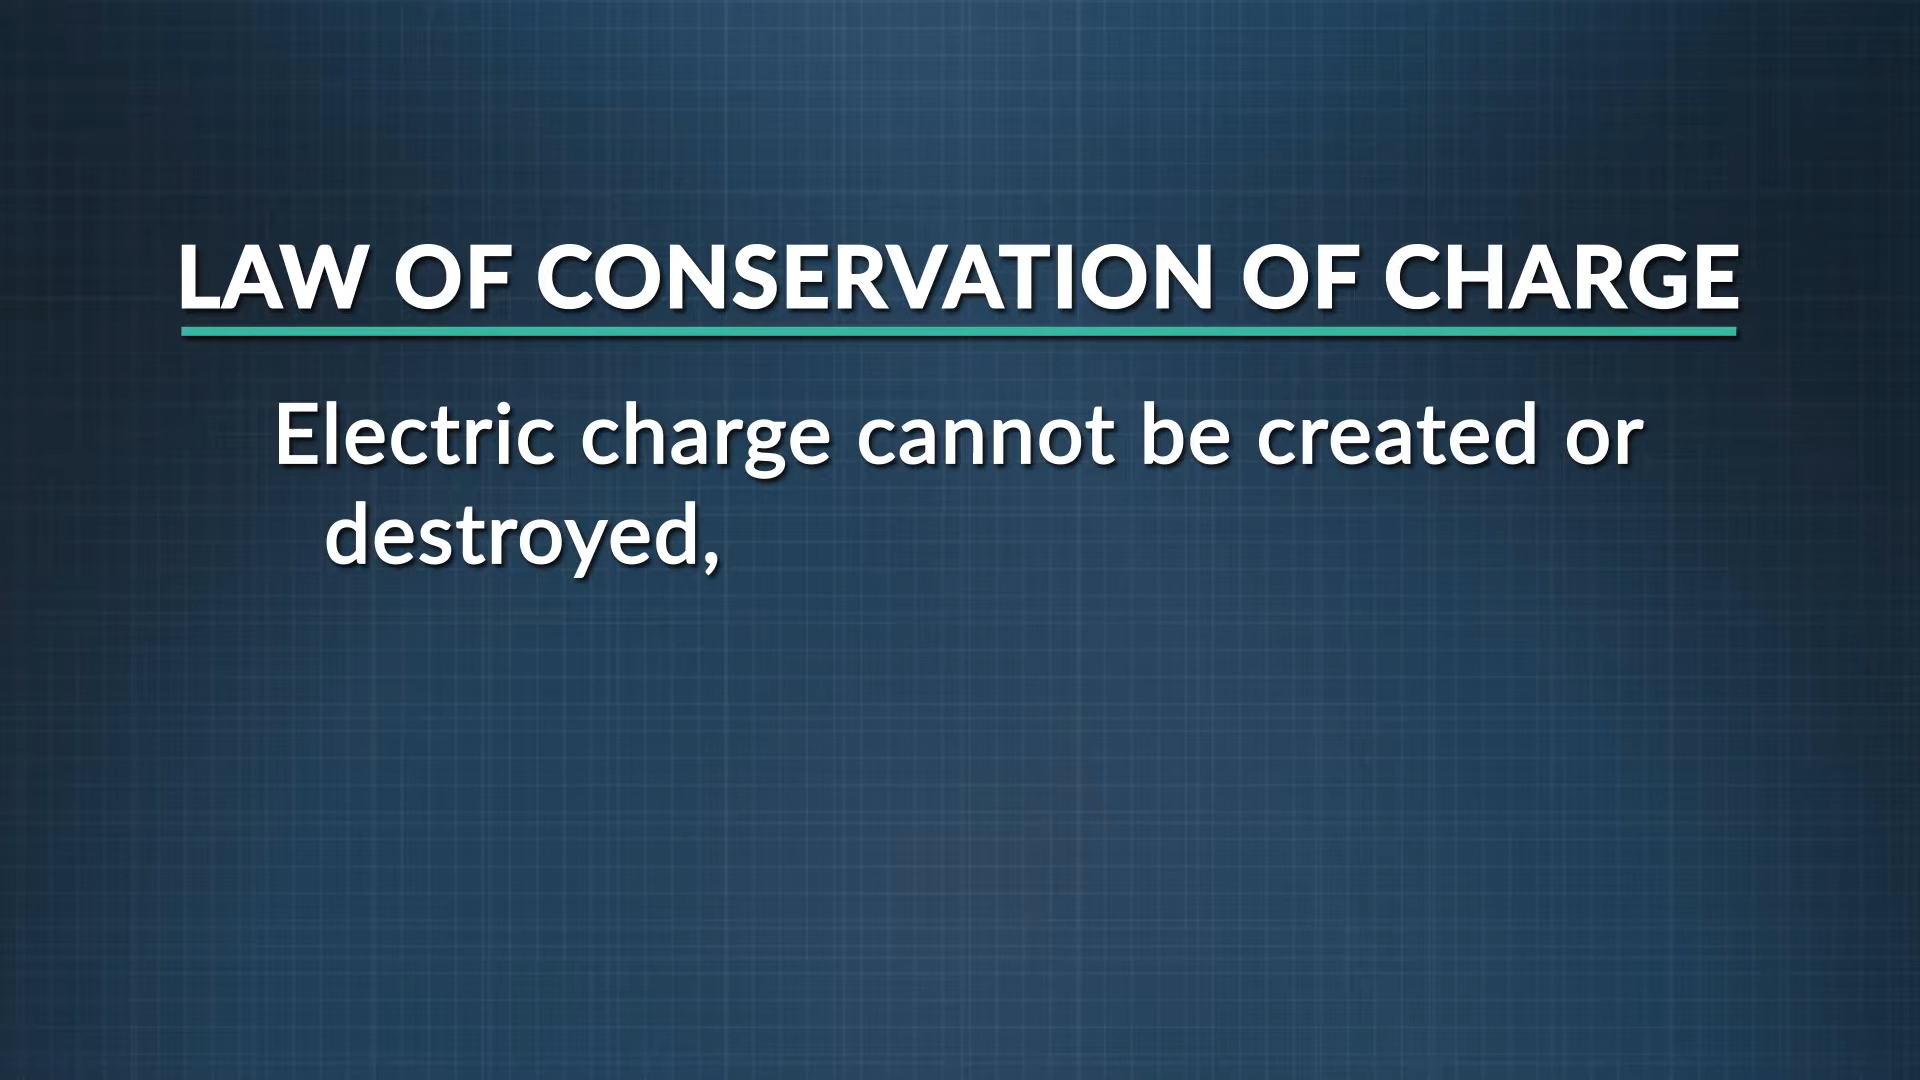 LAW OF CONSERVATION OF CHARGE
Electric charge cannot be created or
destroyed,